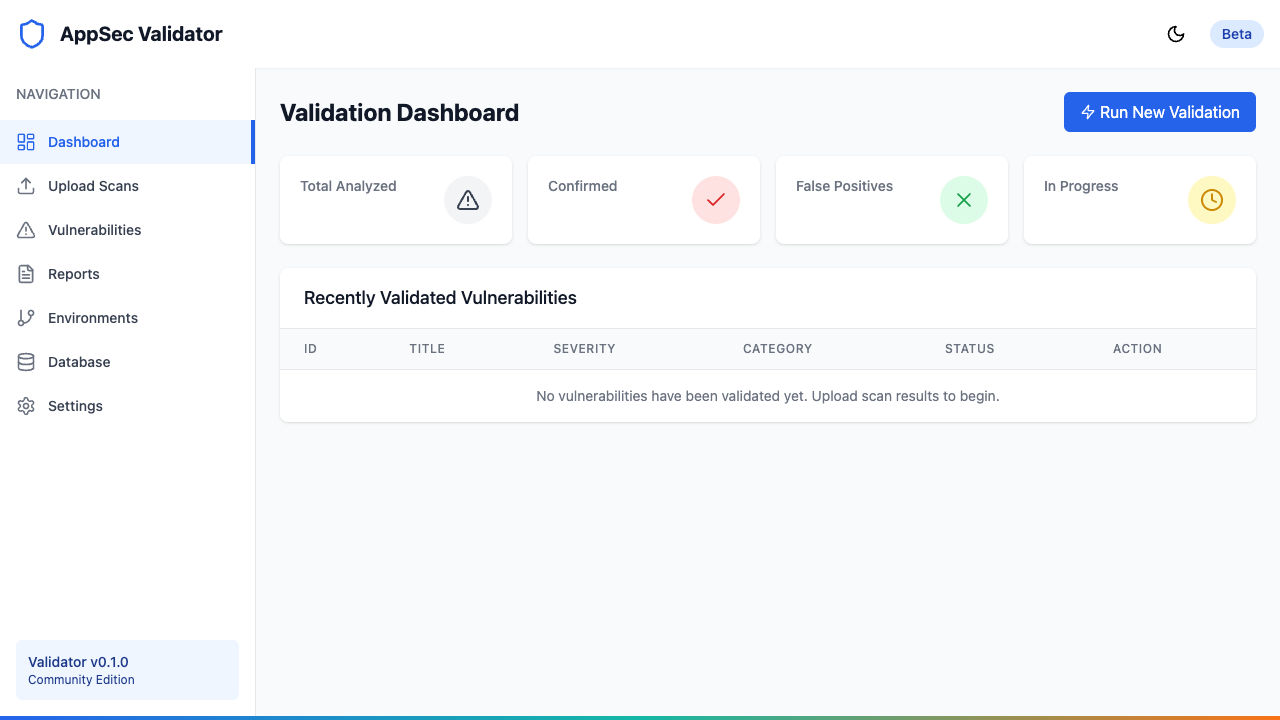 AppSec Validator
Beta
NAVIGATION
Dashboard
Upload Scans
Vulnerabilities
Reports
Environments
Database
Settings
Validator v0.1.0
Community Edition
Validation Dashboard
Run New Validation
Total Analyzed
Confirmed
False Positives
In Progress
Recently Validated Vulnerabilities
ID TITLE SEVERITY CATEGORY STATUS ACTION
No vulnerabilities have been validated yet. Upload scan results to begin.